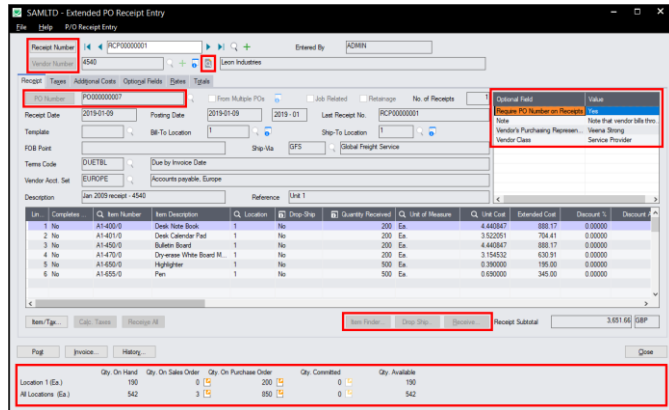 SAMLTD - Extended PO Receipt Entry
File Help P/O Receipt Entry
Receipt Number RCP00000001 Entered By ADMIN
Vendor Number 4540 Leon Industries
Receipt Taxes Additional Costs Optional Fields Rates Totals
PO Number PO000000007 From Multiple POs Job Related Retainage No. of Receipts 1
Receipt Date 2019-01-09 Posting Date 2019-01-09 2019 - 01 Last Receipt No. RCP00000001
Template Bill-To Location 1 Ship-To Location 1
FOB Point Ship-Via GFS Global Freight Service
Terms Code DUETBL Due by Invoice Date
Vendor Acct. Set EUROPE Accounts payable, Europe
Description Jan 2009 receipt - 4540 Reference Unit 1
Optional Field Value
Require PO Number on Receipts Yes
Note Note that vendor bills thro...
Vendor's Purchasing Represen... Veena Strong
Vendor Class Service Provider
Lin... Completes ... Item Number Item Description Location Drop-Ship Quantity Received Unit of Measure Unit Cost Extended Cost Discount % Discount A
1 No A1-400/0 Desk Note Book 1 No 200 Ea. 4.440847 888.17 0.00000
2 No A1-401/0 Desk Calendar Pad 1 No 200 Ea. 3.522051 704.41 0.00000
3 No A1-450/0 Bulletin Board 1 No 200 Ea. 4.440847 888.17 0.00000
4 No A1-470/0 Dry-erase White Board M... 1 No 200 Ea. 3.154532 630.91 0.00000
5 No A1-650/0 Highlighter 1 No 500 Ea. 0.390000 195.00 0.00000
6 No A1-655/0 Pen 1 No 500 Ea. 0.690000 345.00 0.00000
Item/Tax... Calc. Taxes Receive All Item Finder... Drop Ship... Receive... Receipt Subtotal 3,651.66 GBP
Post Invoice... History... Close
Qty. On Hand Qty. On Sales Order Qty. On Purchase Order Qty. Committed Qty. Available
Location 1 (Ea.) 190 0 200 0 190
All Locations (Ea.) 542 3 850 0 542